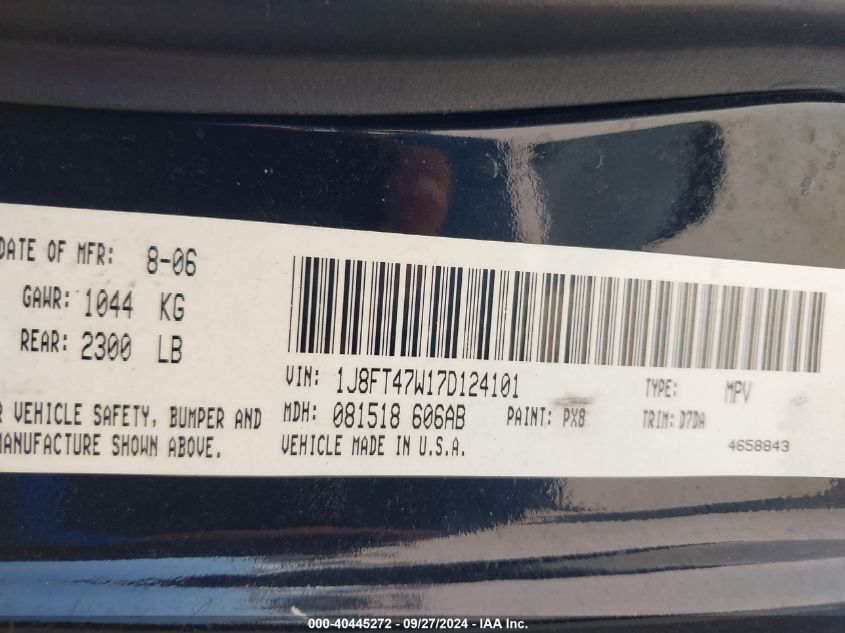 DATE OF MFR: 8-06
GAWR: 1044 KG
REAR: 2300 LB
VEHICLE SAFETY, BUMPER AND
MANUFACTURE SHOWN ABOVE.
VIN: 1J8FT47W17D124101
TYPE: MPV
MDH: 081518 606AB
PAINT: PX8
TRIM: D7DA
VEHICLE MADE IN U.S.A.
4658843
000-40445272 - 09/27/2024 - IAA Inc.